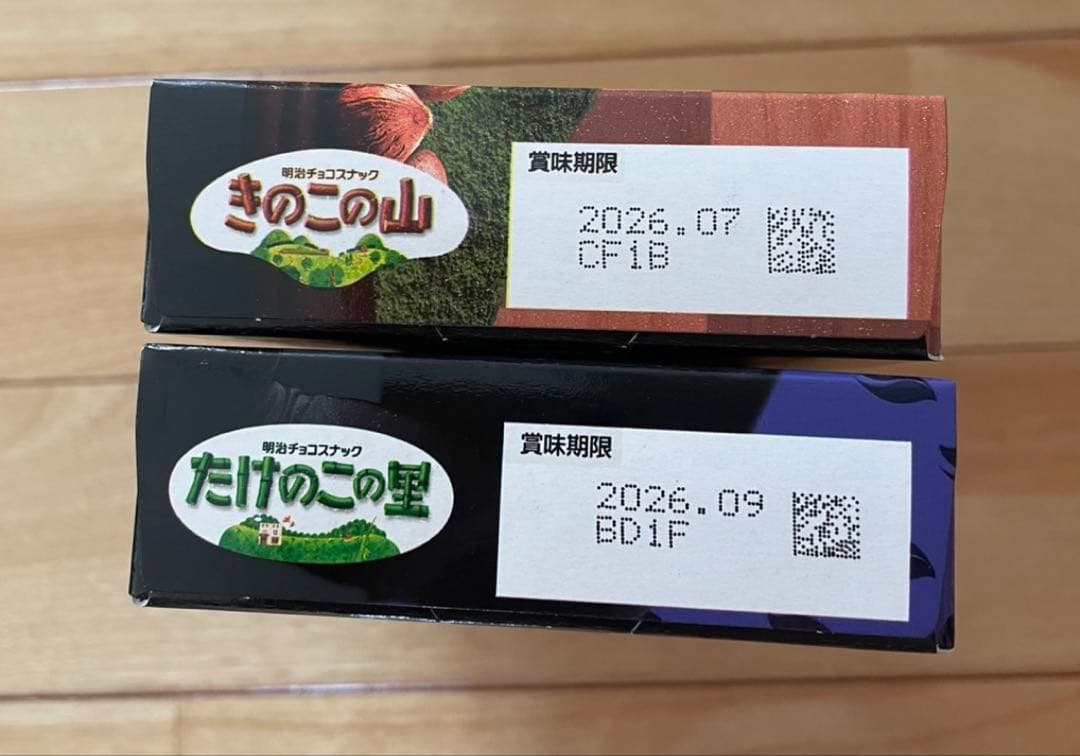 明治チョコスナック
きのこの山
賞味期限
2026.07
CF1B
明治チョコスナック
たけのこの里
賞味期限
2026.09
BD1F